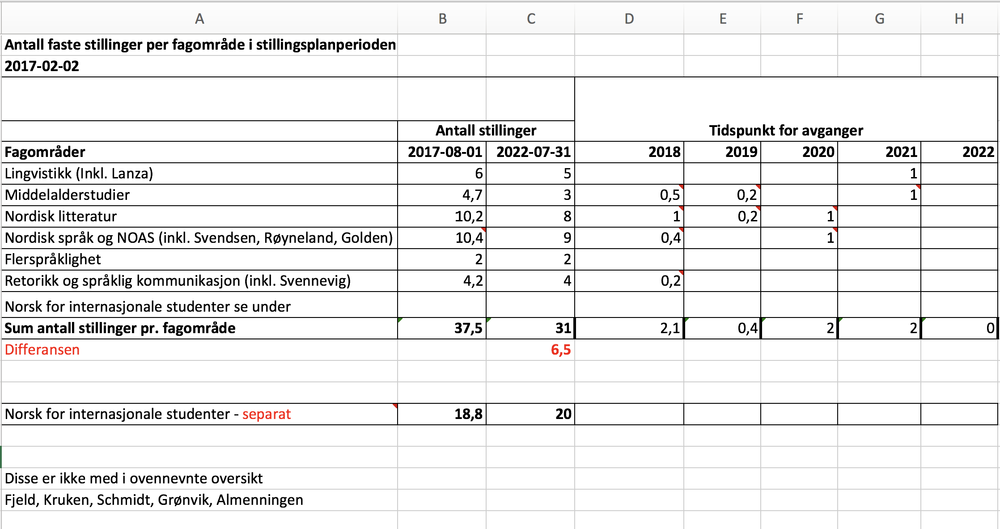 A B C D E F G H
Antall faste stillinger per fagområde i stillingsplanperioden
2017-02-02
Antall stillinger Tidspunkt for avganger
Fagområder 2017-08-01 2022-07-31 2018 2019 2020 2021 2022
Lingvistikk (Inkl. Lanza) 6 5 1
Middelalderstudier 4,7 3 0,5 0,2 1
Nordisk litteratur 10,2 8 1 0,2 1
Nordisk språk og NOAS (inkl. Svendsen, Røyneland, Golden) 10,4 9 0,4 1
Flerspråklighet 2 2
Retorikk og språklig kommunikasjon (inkl. Svennevig) 4,2 4 0,2
Norsk for internasjonale studenter se under
Sum antall stillinger pr. fagområde 37,5 31 2,1 0,4 2 2 0
Differansen 6,5
Norsk for internasjonale studenter - separat 18,8 20
Disse er ikke med i ovennevnte oversikt
Fjeld, Kruken, Schmidt, Grønvik, Almenningen